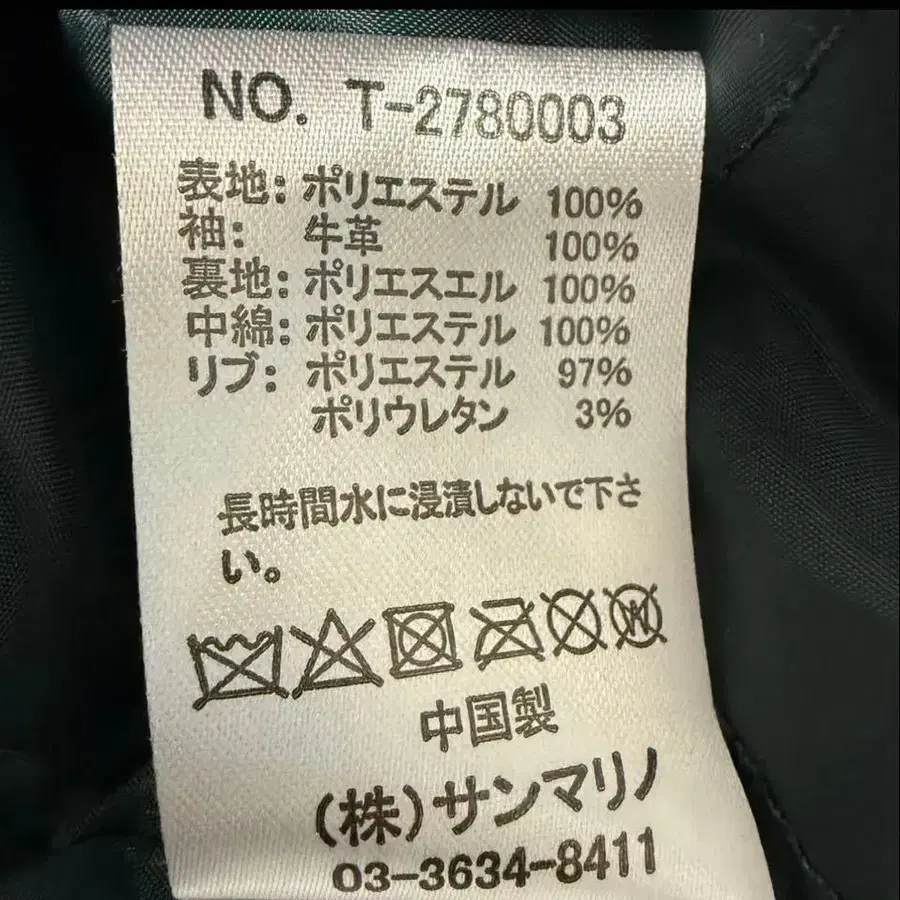 NO. T-2780003
表地: ポリエステル 100%
袖: 牛革 100%
裏地: ポリエスエル 100%
中綿: ポリエステル 100%
リブ: ポリエステル 97%
ポリウレタン 3%
長時間水に浸漬しないで下さ
い。
W
中国製
(株)サンマリノ
03-3634-8411